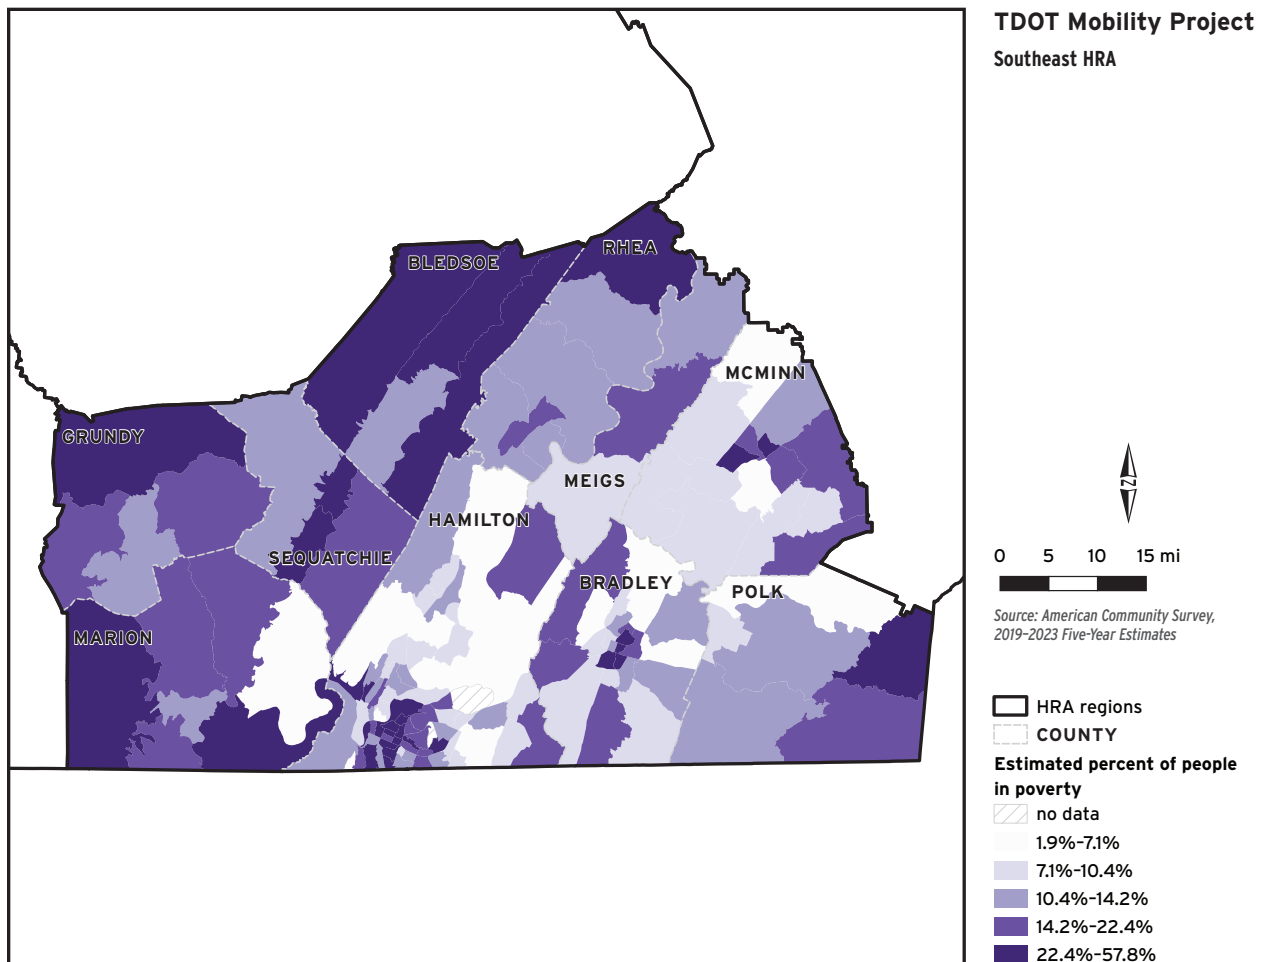 TDOT Mobility Project
Southeast HRA
RHEA
BLEDSOE
MCMINN
GRUNDY
MEIGS
HAMILTON
SEQUATCHIE
BRADLEY
POLK
MARION
N
0 5 10 15 mi
Source: American Community Survey,
2019–2023 Five-Year Estimates
HRA regions
COUNTY
Estimated percent of people
in poverty
no data
1.9%–7.1%
7.1%–10.4%
10.4%–14.2%
14.2%–22.4%
22.4%–57.8%